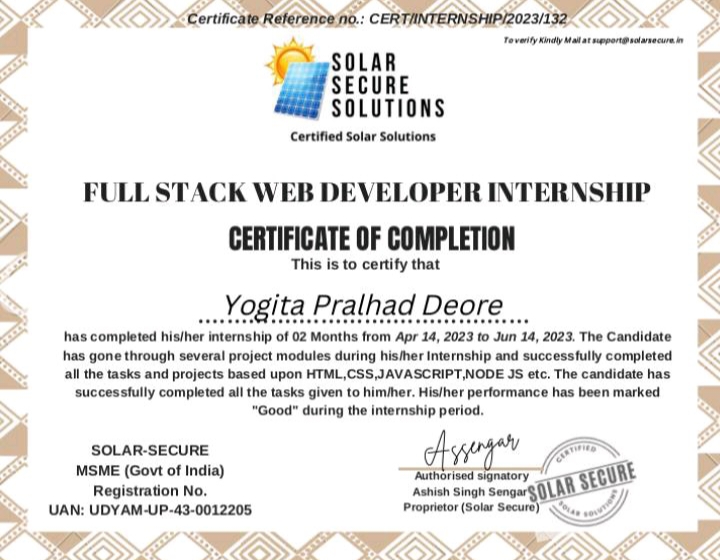 Certificate Reference no.: CERT/INTERNSHIP/2023/132
To verify Kindly Mail at support@solarsecure.in
SOLAR
SECURE
SOLUTIONS
Certified Solar Solutions
FULL STACK WEB DEVELOPER INTERNSHIP
CERTIFICATE OF COMPLETION
This is to certify that
Yogita Pralhad Deore
has completed his/her internship of 02 Months from Apr 14, 2023 to Jun 14, 2023. The Candidate
has gone through several project modules during his/her Internship and successfully completed
all the tasks and projects based upon HTML,CSS,JAVASCRIPT,NODE JS etc. The candidate has
successfully completed all the tasks given to him/her. His/her performance has been marked
"Good" during the internship period.
SOLAR-SECURE
MSME (Govt of India)
Registration No.
UAN: UDYAM-UP-43-0012205
Assengar
Authorised signatory
Ashish Singh Sengar
Proprietor (Solar Secure)
CERTIFIED
SOLAR SECURE
SOLAR SOLUTIONS